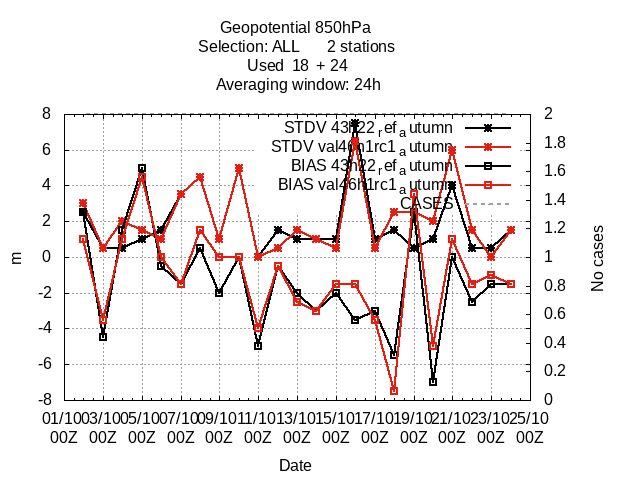 Geopotential 850hPa
Selection: ALL 2 stations
Used 18 + 24
Averaging window: 24h
STDV 43h22_ref_autumn
STDV val46h1rc1_autumn
BIAS 43h22_ref_autumn
BIAS val46h1rc1_autumn
CASES
8
6
4
2
0
-2
-4
-6
-8
m
2
1.8
1.6
1.4
1.2
1
0.8
0.6
0.4
0.2
0
No cases
01/10 03/10 05/10 07/10 09/10 11/10 13/10 15/10 17/10 19/10 21/10 23/10 25/10
00Z 00Z 00Z 00Z 00Z 00Z 00Z 00Z 00Z 00Z 00Z 00Z 00Z
Date